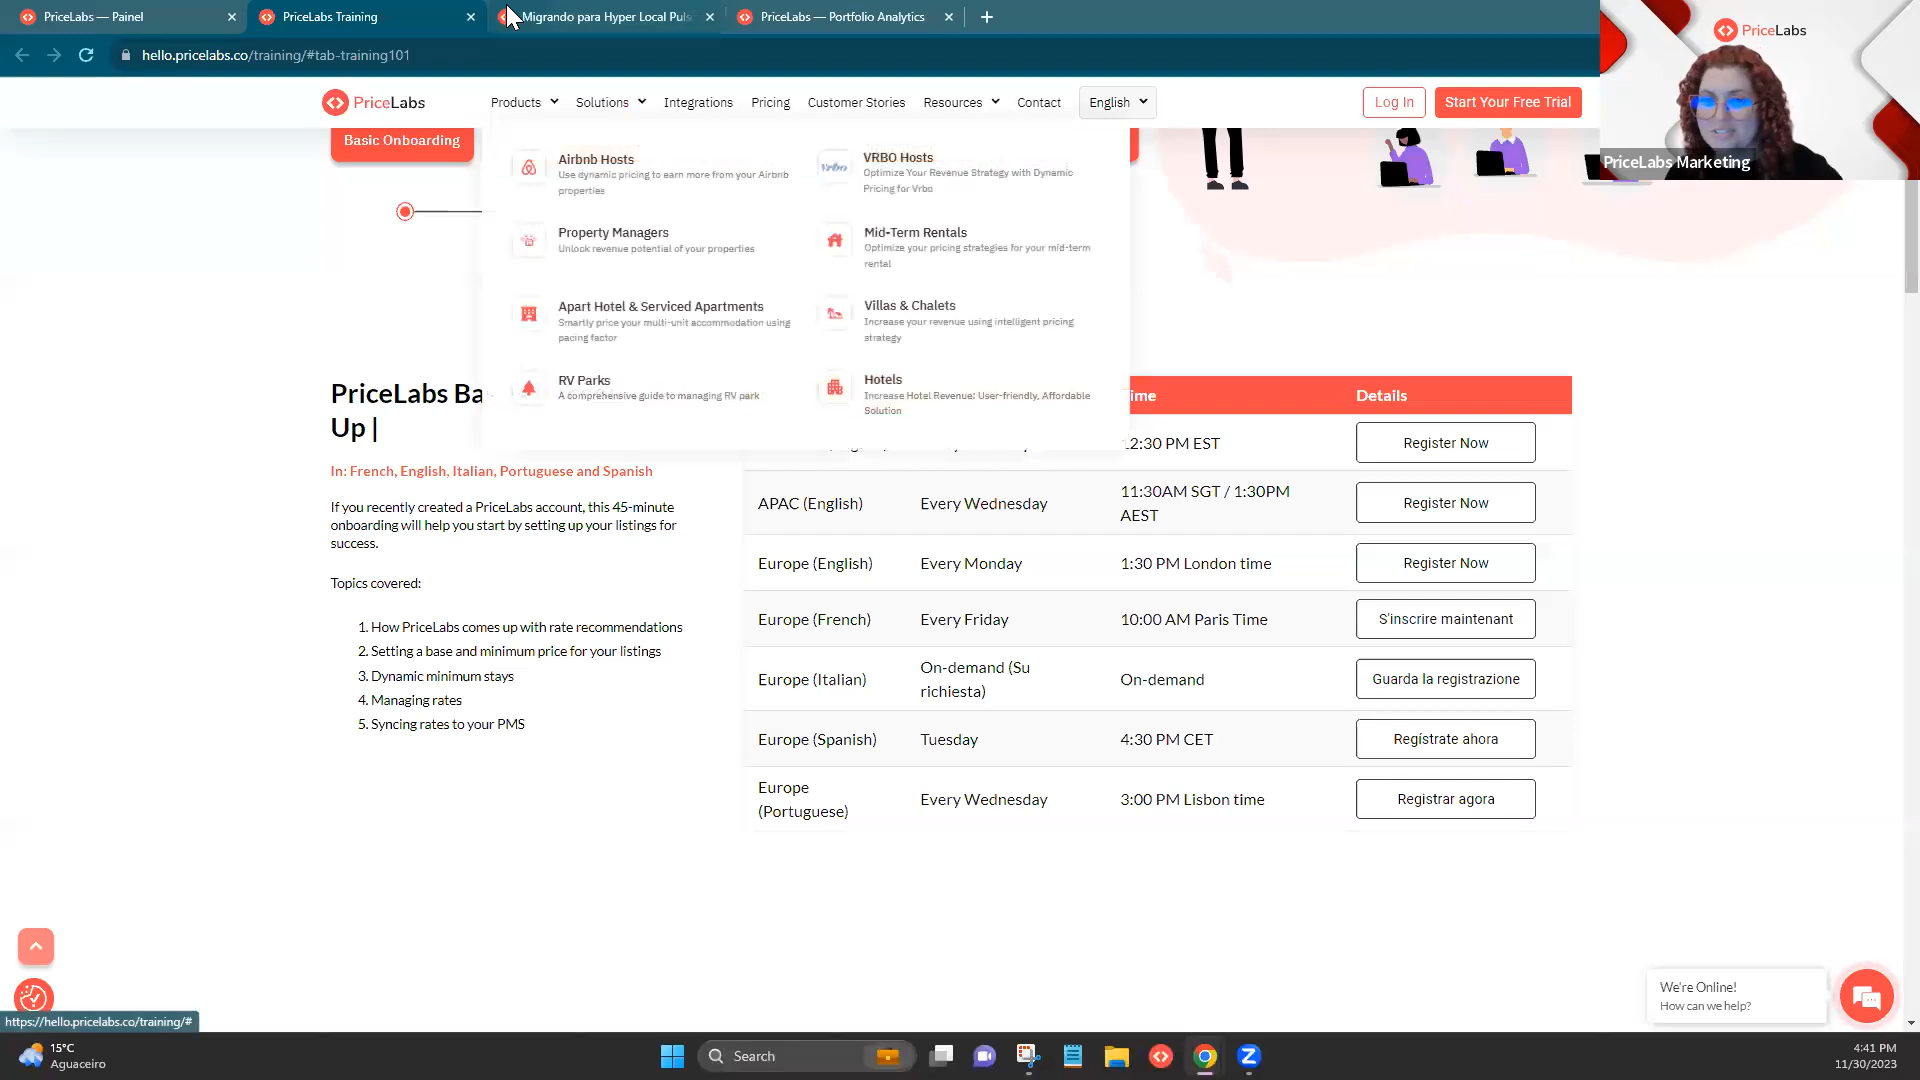 PriceLabs — Painel
PriceLabs Training
Migrando para Hyper Local Puls
PriceLabs — Portfolio Analytics
hello.pricelabs.co/training/#tab-training101
PriceLabs
Products
Solutions
Integrations
Pricing
Customer Stories
Resources
Contact
English
Log In
Start Your Free Trial
PriceLabs
PriceLabs Marketing
Basic Onboarding
Airbnb Hosts
Use dynamic pricing to earn more from your Airbnb
properties
VRBO Hosts
Optimize Your Revenue Strategy with Dynamic
Pricing for Vrbo
Vrbo
Property Managers
Unlock revenue potential of your properties
Mid-Term Rentals
Optimize your pricing strategies for your mid-term
rental
Apart Hotel & Serviced Apartments
Smartly price your multi-unit accommodation using
pacing factor
Villas & Chalets
Increase your revenue using intelligent pricing
strategy
RV Parks
A comprehensive guide to managing RV park
Hotels
Increase Hotel Revenue: User-friendly, Affordable
Solution
PriceLabs Ba
Up |
In: French, English, Italian, Portuguese and Spanish
If you recently created a PriceLabs account, this 45-minute
onboarding will help you start by setting up your listings for
success.
Topics covered:
1. How PriceLabs comes up with rate recommendations
2. Setting a base and minimum price for your listings
3. Dynamic minimum stays
4. Managing rates
5. Syncing rates to your PMS
ime
Details
12:30 PM EST
Register Now
APAC (English)
Every Wednesday
11:30AM SGT / 1:30PM
AEST
Register Now
Europe (English)
Every Monday
1:30 PM London time
Register Now
Europe (French)
Every Friday
10:00 AM Paris Time
S'inscrire maintenant
Europe (Italian)
On-demand (Su
richiesta)
On-demand
Guarda la registrazione
Europe (Spanish)
Tuesday
4:30 PM CET
Regístrate ahora
Europe
(Portuguese)
Every Wednesday
3:00 PM Lisbon time
Registrar agora
We're Online!
How can we help?
https://hello.pricelabs.co/training/#
15°C
Aguaceiro
Search
4:41 PM
11/30/2023